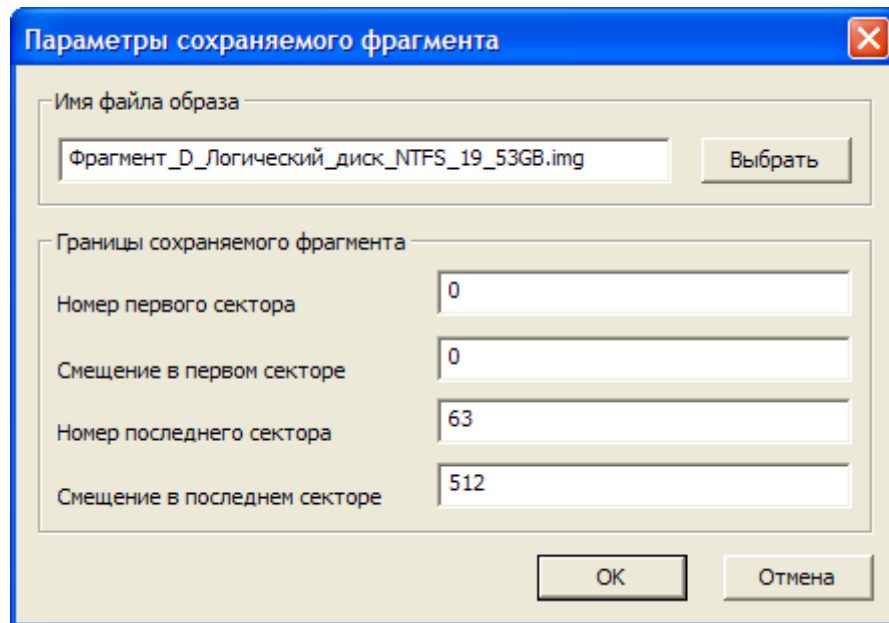 Параметры сохраняемого фрагмента
Имя файла образа
Фрагмент_D_Логический_диск_NTFS_19_53GB.img
Выбрать
Границы сохраняемого фрагмента
Номер первого сектора
0
Смещение в первом секторе
0
Номер последнего сектора
63
Смещение в последнем секторе
512
OK
Отмена